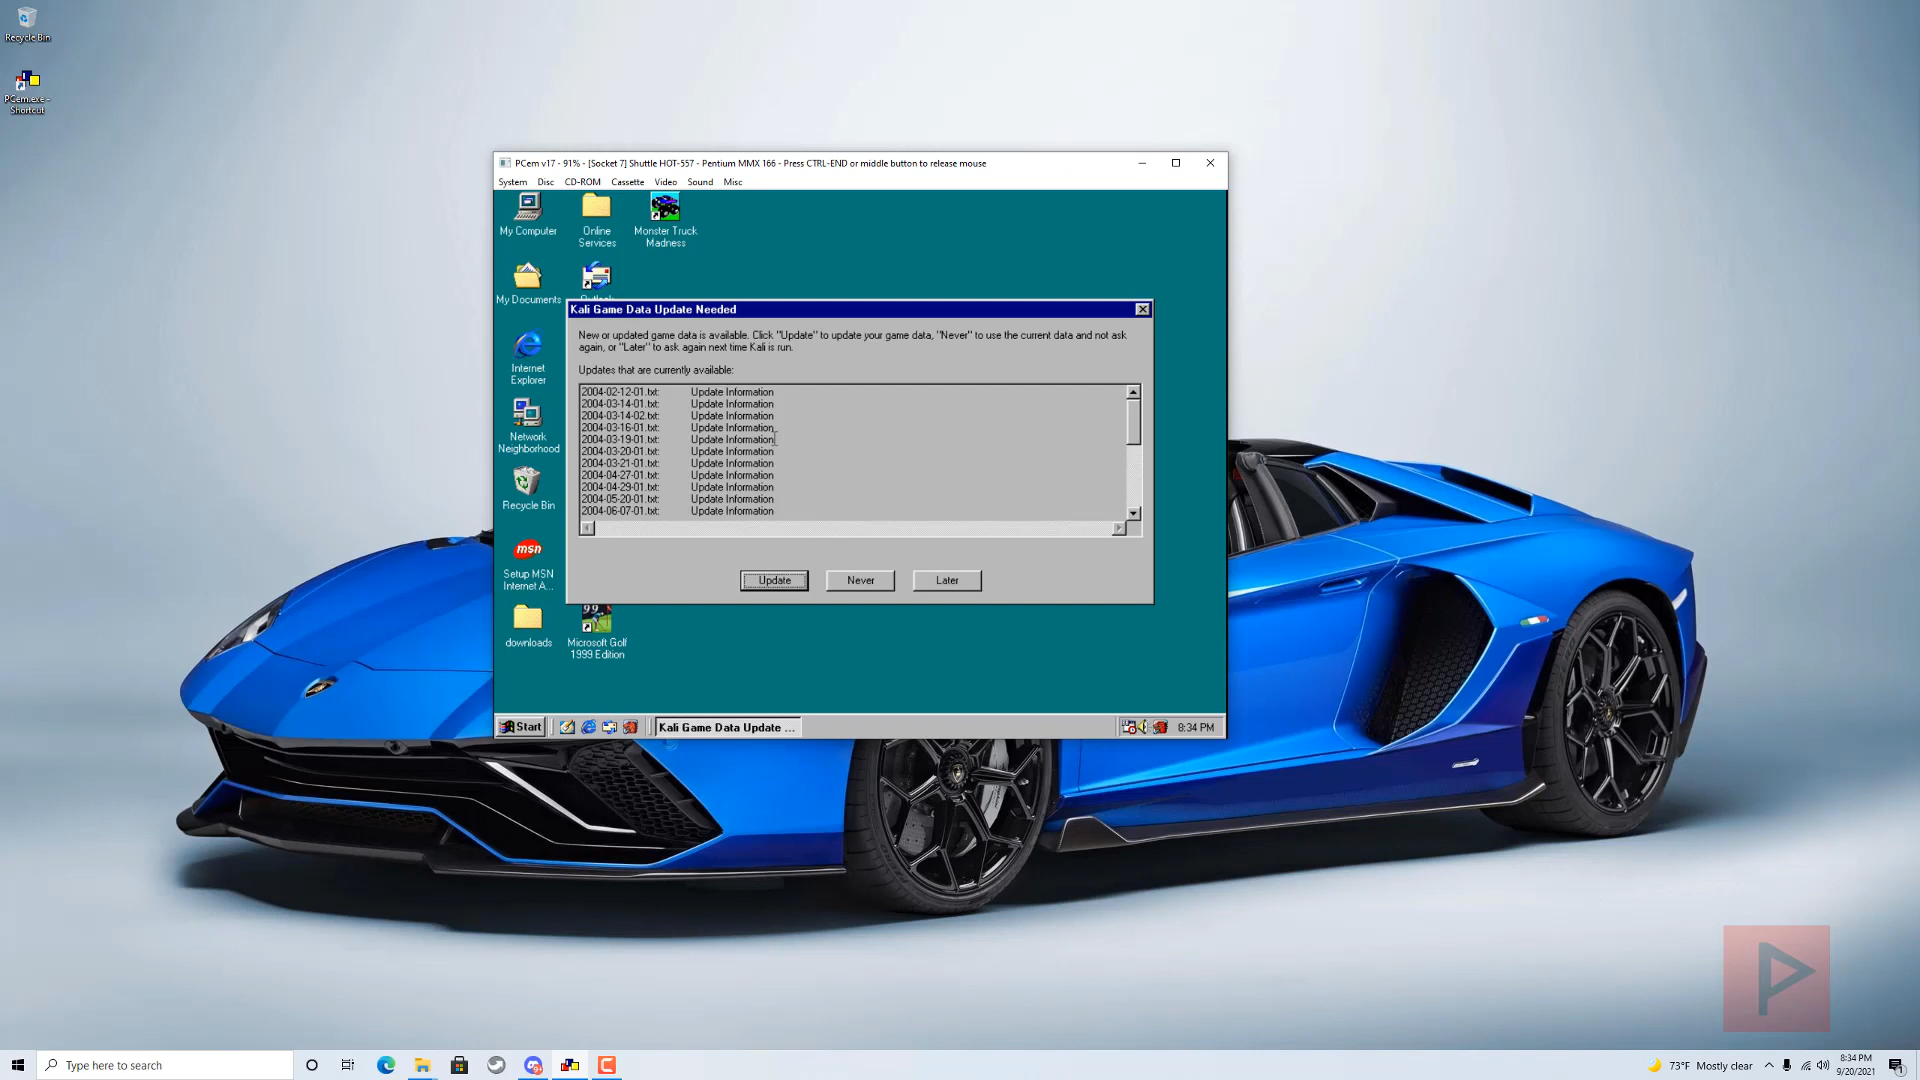 Recycle Bin
PCem.exe -
Shortcut
PCem v17 - 91% - [Socket 7] Shuttle HOT-557 - Pentium MMX 166 - Press CTRL-END or middle button to release mouse
System Disc CD-ROM Cassette Video Sound Misc
My Computer
Online
Services
Monster Truck
Madness
My Documents
Kali Game Data Update Needed
New or updated game data is available. Click "Update" to update your game data, "Never" to use the current data and not ask
again, or "Later" to ask again next time Kali is run.
Updates that are currently available:
2004-02-12-01.txt: Update Information
2004-03-14-01.txt: Update Information
2004-03-14-02.txt: Update Information
2004-03-16-01.txt: Update Information
2004-03-19-01.txt: Update Information
2004-03-20-01.txt: Update Information
2004-03-21-01.txt: Update Information
2004-04-27-01.txt: Update Information
2004-04-29-01.txt: Update Information
2004-05-20-01.txt: Update Information
2004-06-07-01.txt: Update Information
Update Never Later
Internet
Explorer
Network
Neighborhood
Recycle Bin
msn
Setup MSN
Internet A...
downloads
99
Microsoft Golf
1999 Edition
Start Kali Game Data Update ... 8:34 PM
P
Type here to search
73°F Mostly clear
8:34 PM
9/20/2021